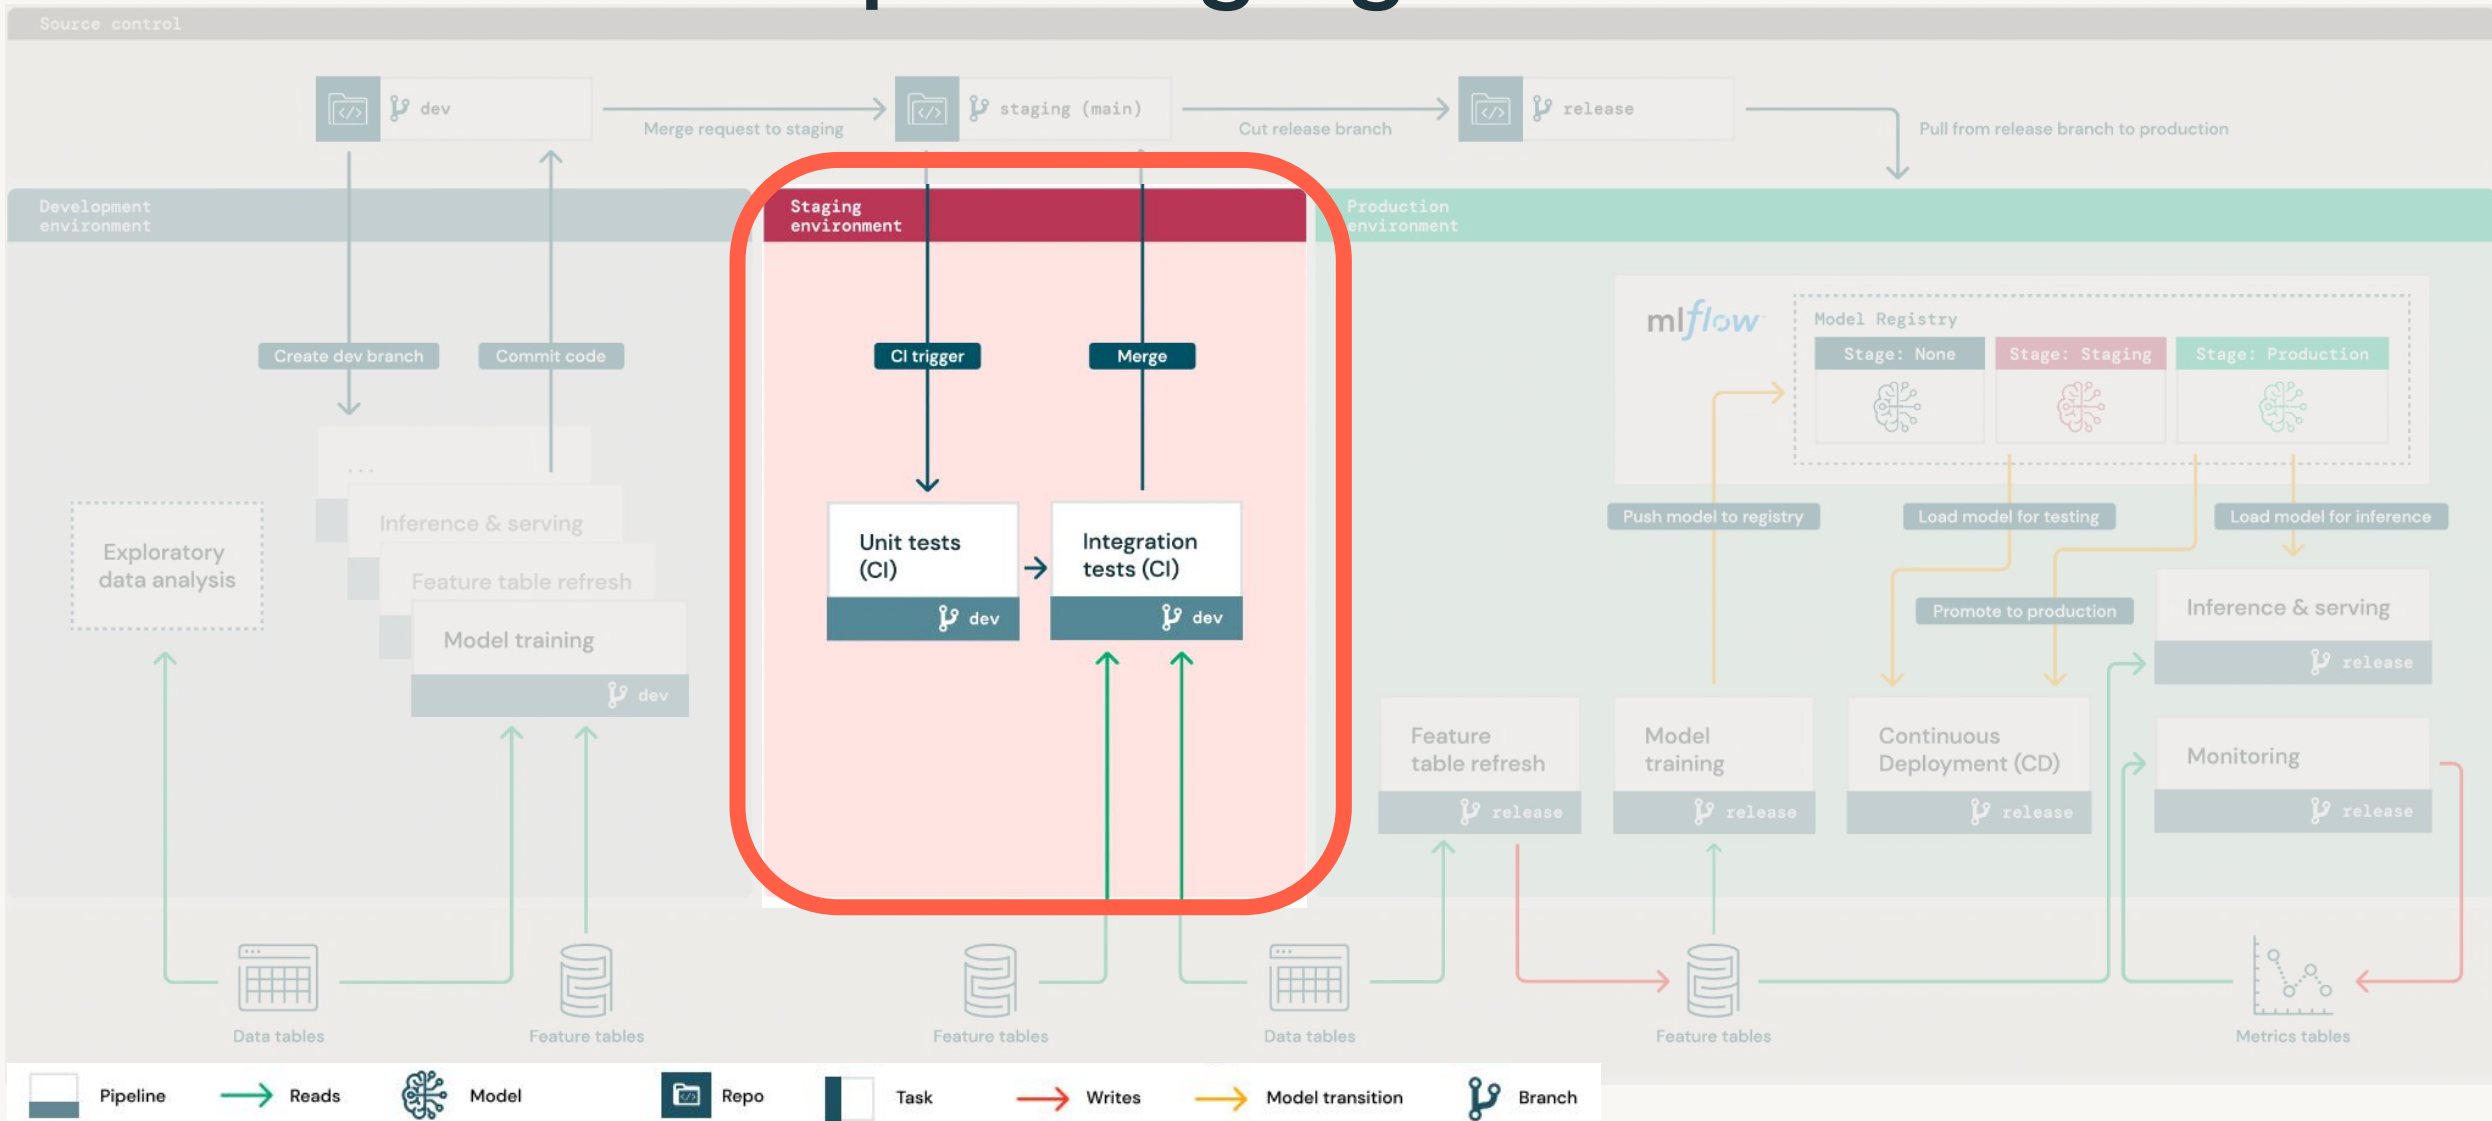 Source control
dev
Merge request to staging
staging (main)
Cut release branch
release
Pull from release branch to production
Development
environment
Staging
environment
Production
environment
Create dev branch
Commit code
CI trigger
Merge
mlflow
Model Registry
Stage: None
Stage: Staging
Stage: Production
...
Inference & serving
Feature table refresh
Model training
dev
Exploratory
data analysis
Unit tests
(CI)
dev
Integration
tests (CI)
dev
Push model to registry
Load model for testing
Load model for inference
Promote to production
Inference & serving
release
Feature
table refresh
release
Model
training
release
Continuous
Deployment (CD)
release
Monitoring
release
Data tables
Feature tables
Feature tables
Data tables
Feature tables
Metrics tables
Pipeline
Reads
Model
Repo
Task
Writes
Model transition
Branch